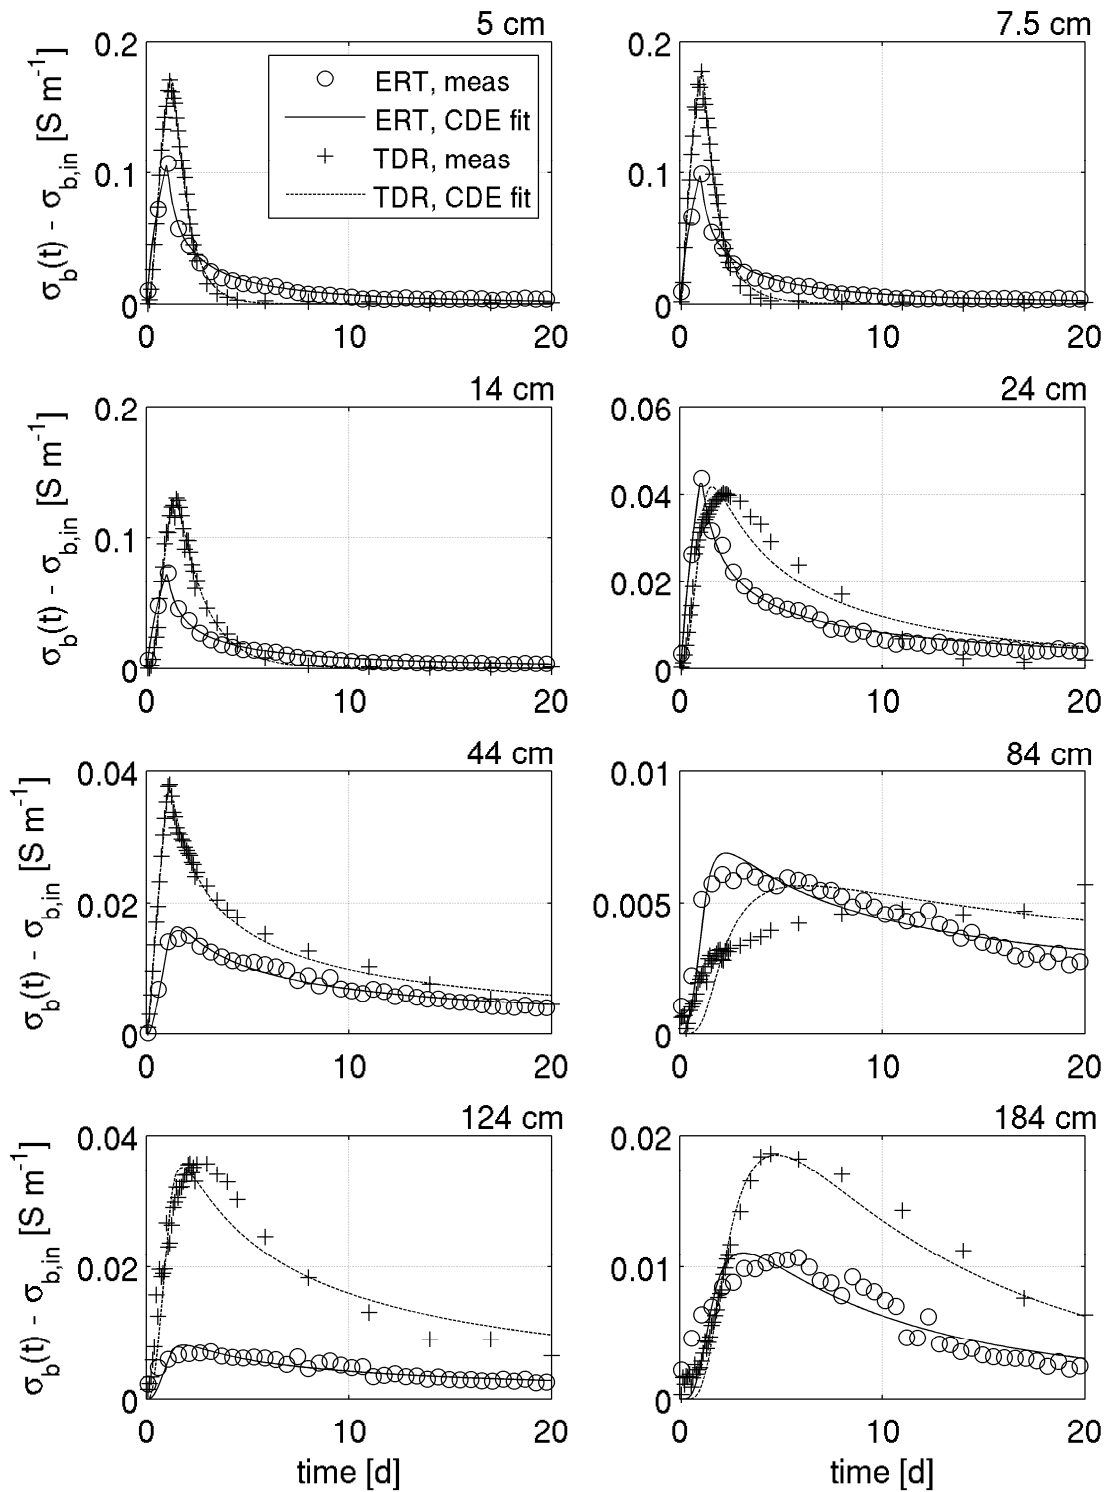 5 cm
7.5 cm
σb(t) - σb,in [S m-1]
0.2
0.1
0
0 10 20
ERT, meas
ERT, CDE fit
TDR, meas
TDR, CDE fit
0.2
0.1
0
0 10 20
14 cm
24 cm
σb(t) - σb,in [S m-1]
0.2
0.1
0
0 10 20
0.06
0.04
0.02
0
0 10 20
44 cm
84 cm
σb(t) - σb,in [S m-1]
0.04
0.02
0
0 10 20
0.01
0.005
0
0 10 20
124 cm
184 cm
σb(t) - σb,in [S m-1]
0.04
0.02
0
0 10 20
time [d]
0.02
0.01
0
0 10 20
time [d]